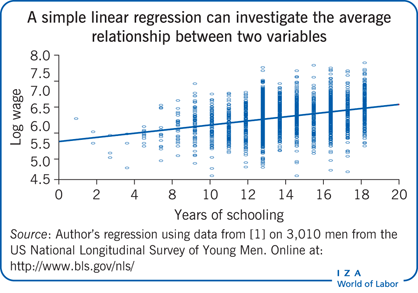 A simple linear regression can investigate the average
relationship between two variables
8.0
7.5
7.0
6.5
6.0
5.5
5.0
4.5
Log wage
0 2 4 6 8 10 12 14 16 18 20
Years of schooling
Source: Author's regression using data from [1] on 3,010 men from the
US National Longitudinal Survey of Young Men. Online at:
http://www.bls.gov/nls/
I Z A
World of Labor